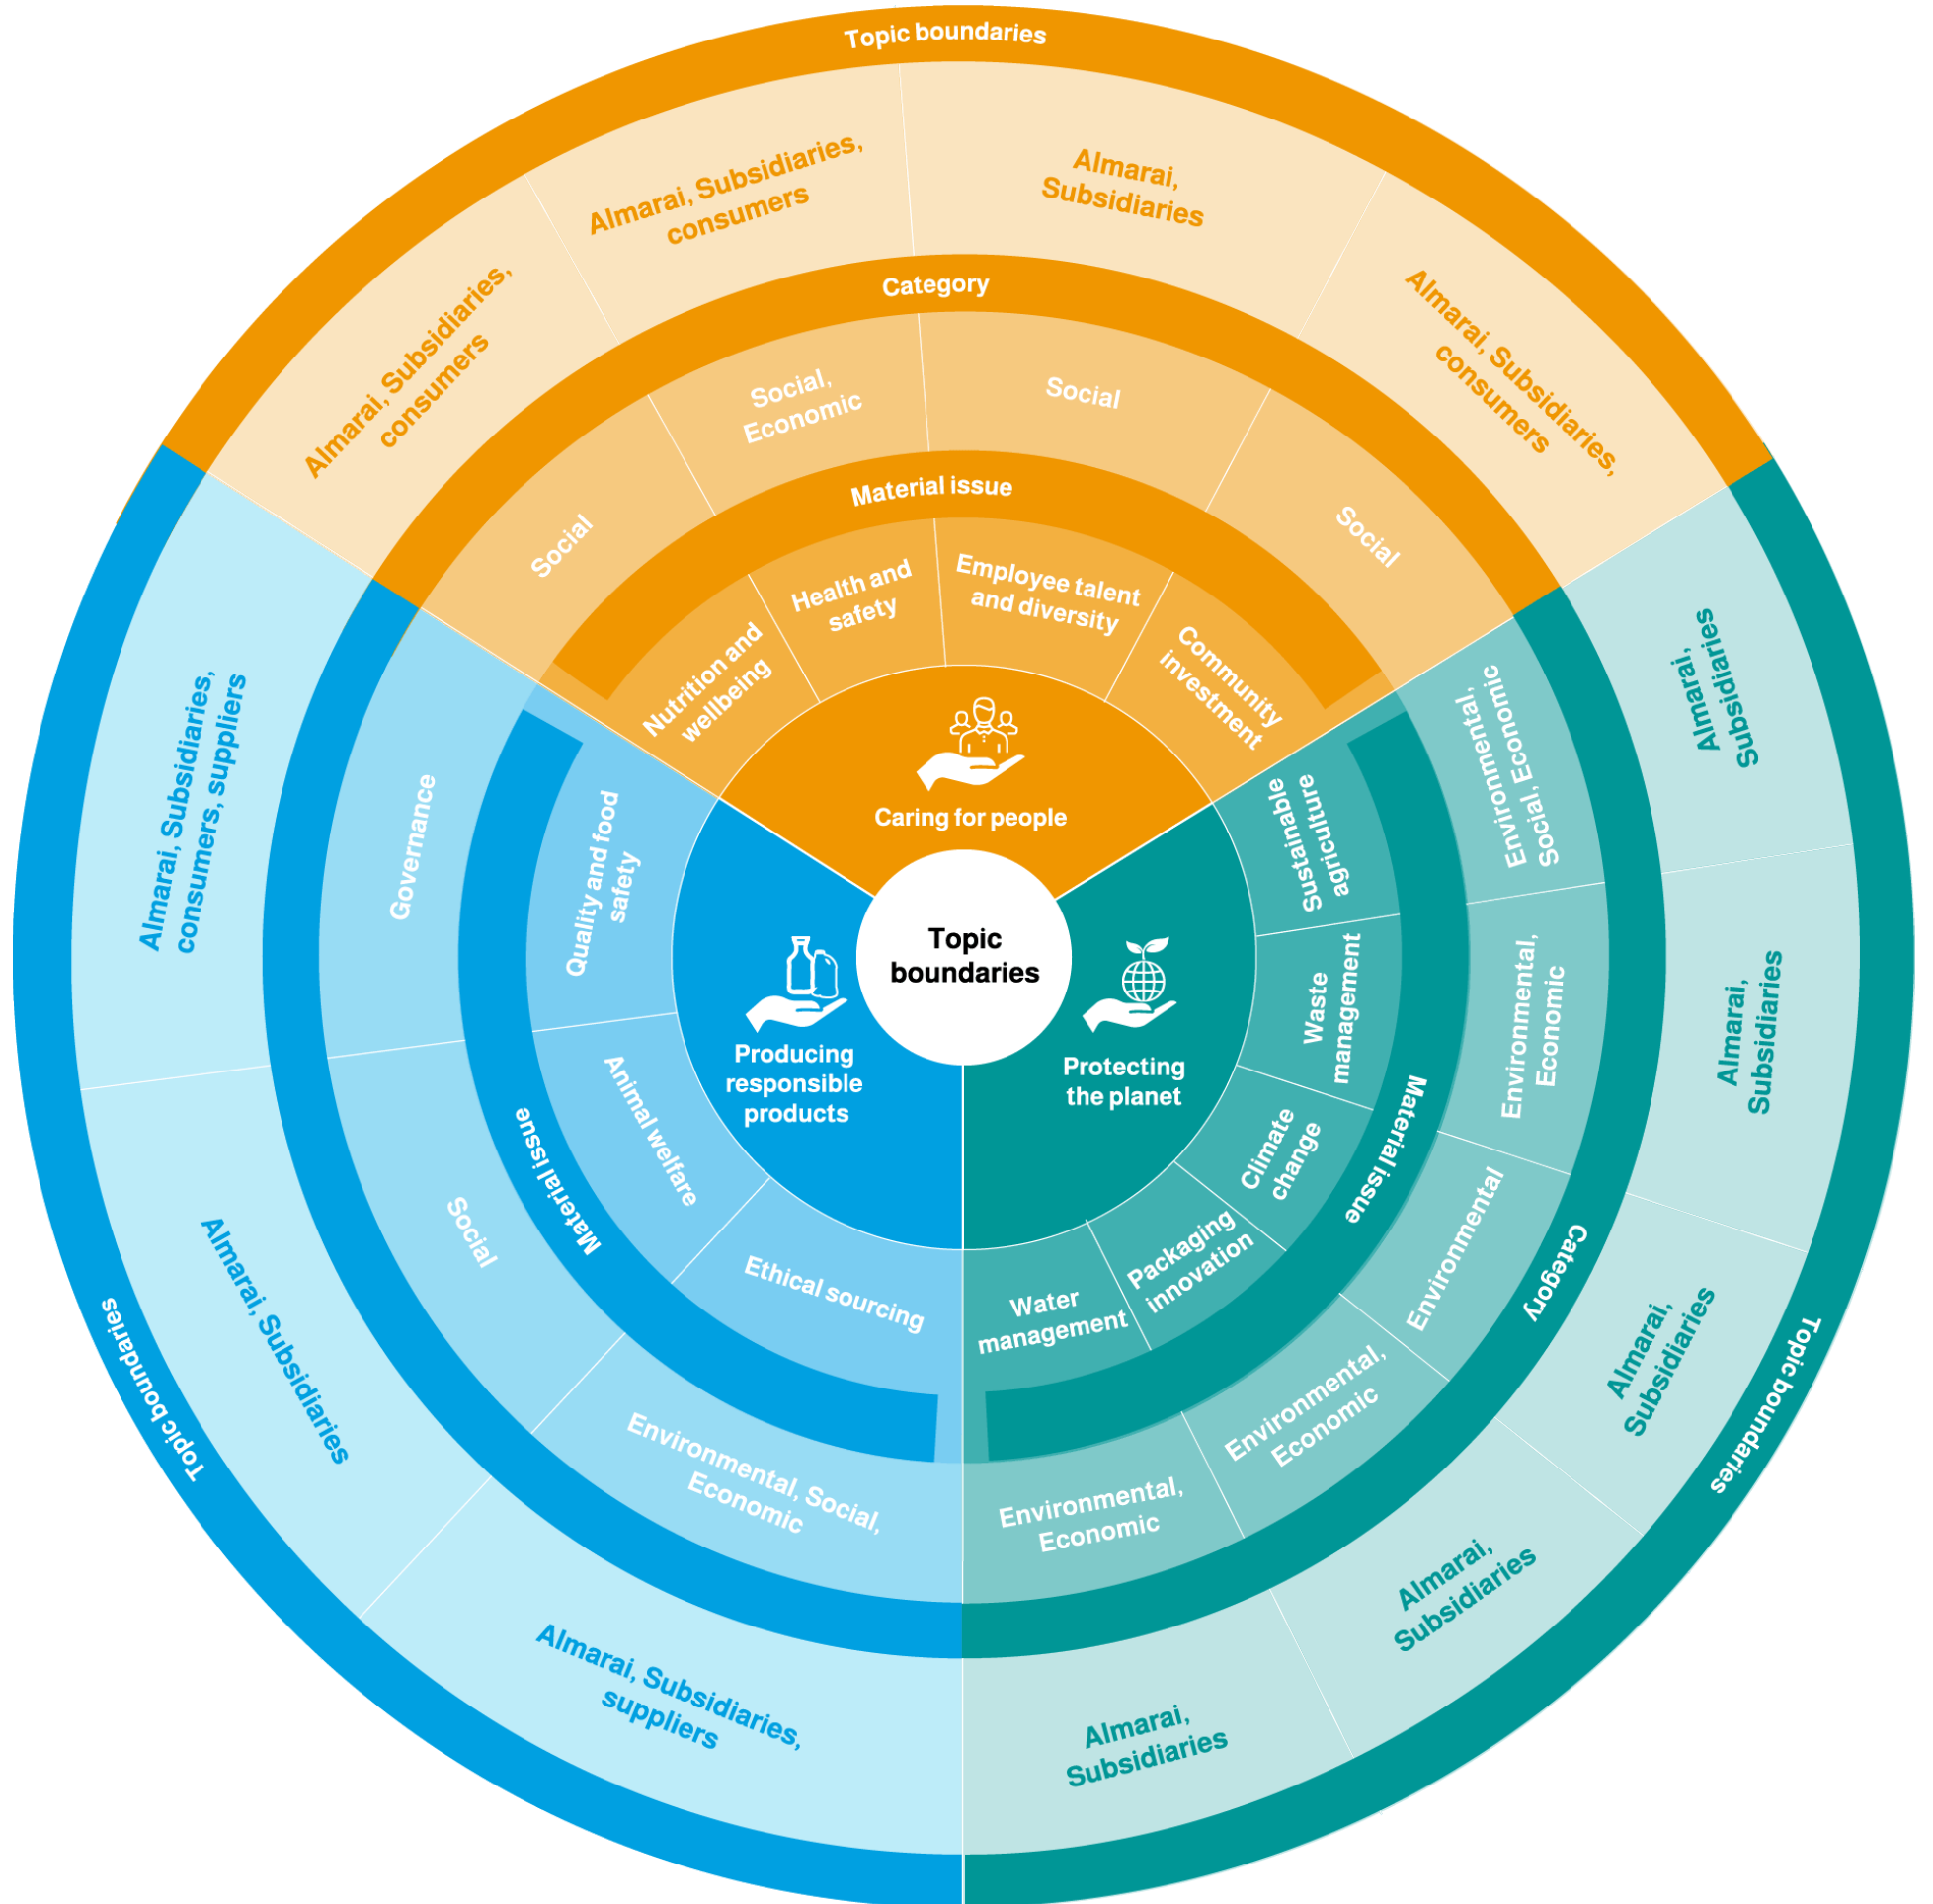 Topic boundaries
Almarai, Subsidiaries,
consumers
Almarai, Subsidiaries,
consumers
Almarai,
Subsidiaries
Almarai, Subsidiaries,
consumers
Category
Social
Social,
Economic
Social
Social
Material issue
Nutrition and
wellbeing
Health and
safety
Employee talent
and diversity
Community
investment
Caring for people
Topic
boundaries
Protecting
the planet
Sustainable
agriculture
Waste
management
Climate
change
Packaging
innovation
Water
management
Material issue
Environmental,
Social, Economic
Environmental,
Economic
Environmental
Environmental,
Economic
Environmental,
Economic
Category
Almarai,
Subsidiaries
Almarai,
Subsidiaries
Almarai,
Subsidiaries
Almarai,
Subsidiaries
Almarai,
Subsidiaries
Topic boundaries
Producing
responsible
products
Quality and food
safety
Animal welfare
Ethical sourcing
Material issue
Governance
Social
Environmental, Social,
Economic
Almarai, Subsidiaries,
consumers, suppliers
Almarai, Subsidiaries
Almarai, Subsidiaries,
suppliers
Topic boundaries